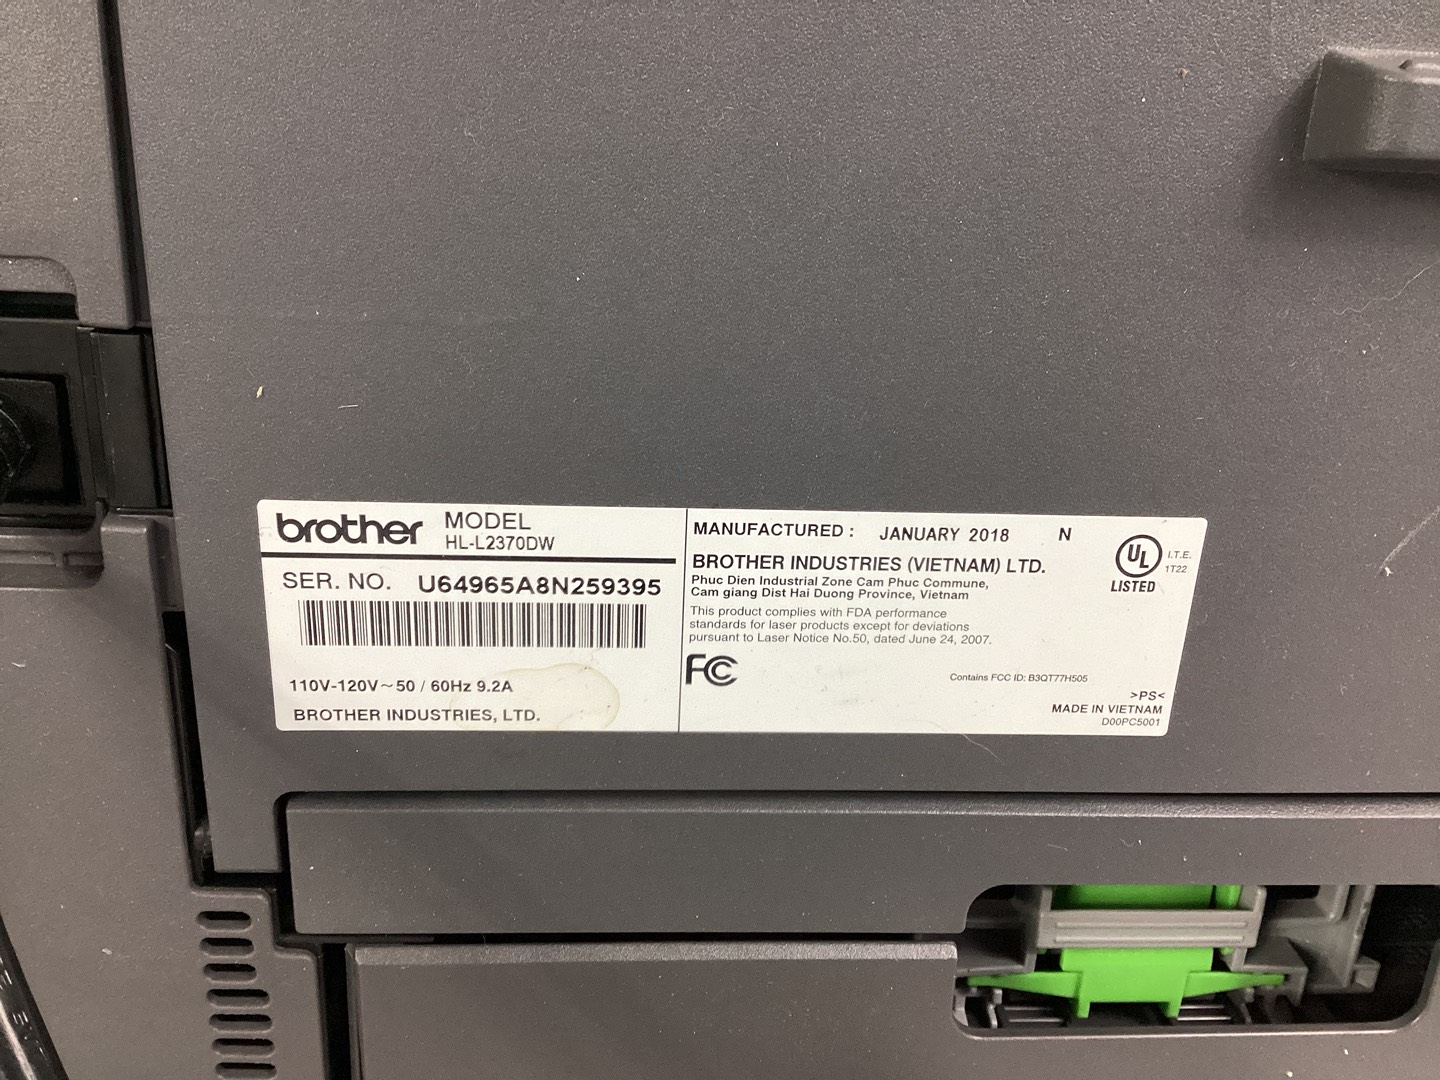 brother
MODEL
HL-L2370DW
SER. NO. U64965A8N259395
110V-120V~50 / 60Hz 9.2A
BROTHER INDUSTRIES, LTD.
MANUFACTURED : JANUARY 2018 N
BROTHER INDUSTRIES (VIETNAM) LTD.
Phuc Dien Industrial Zone Cam Phuc Commune,
Cam giang Dist Hai Duong Province, Vietnam
This product complies with FDA performance
standards for laser products except for deviations
pursuant to Laser Notice No.50, dated June 24, 2007.
FC
Contains FCC ID: B3QT77H505
UL
LISTED
I.T.E.
1T22
>PS<
MADE IN VIETNAM
D00PC5001